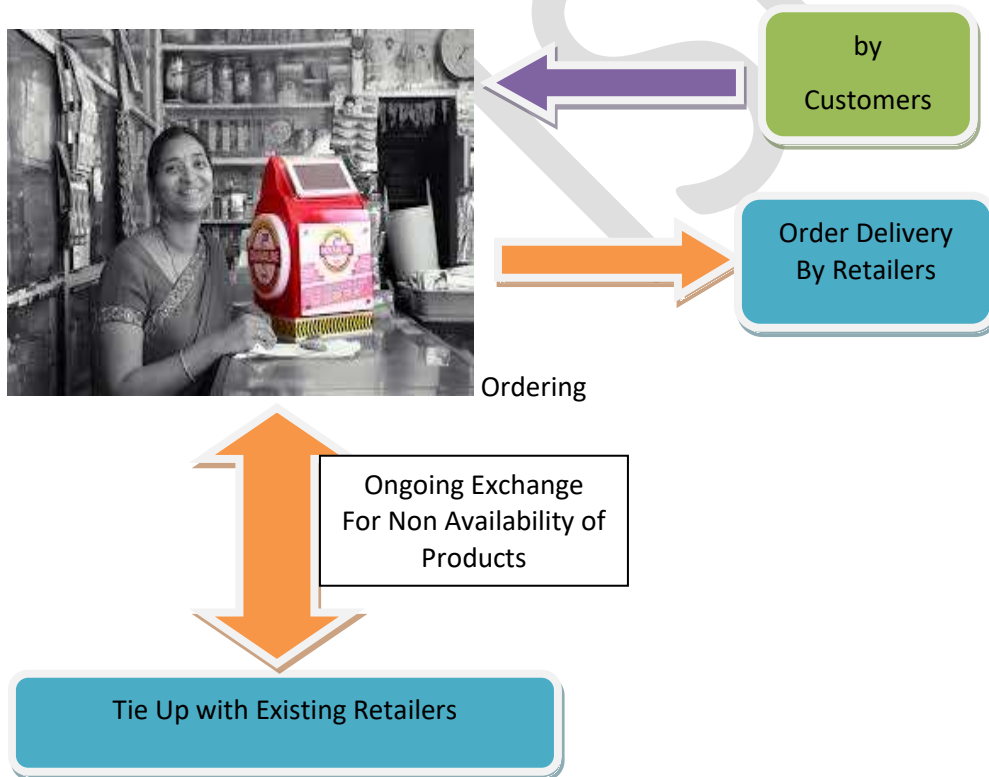 by
Customers
Order Delivery
By Retailers
Ordering
Ongoing Exchange
For Non Availability of
Products
Tie Up with Existing Retailers